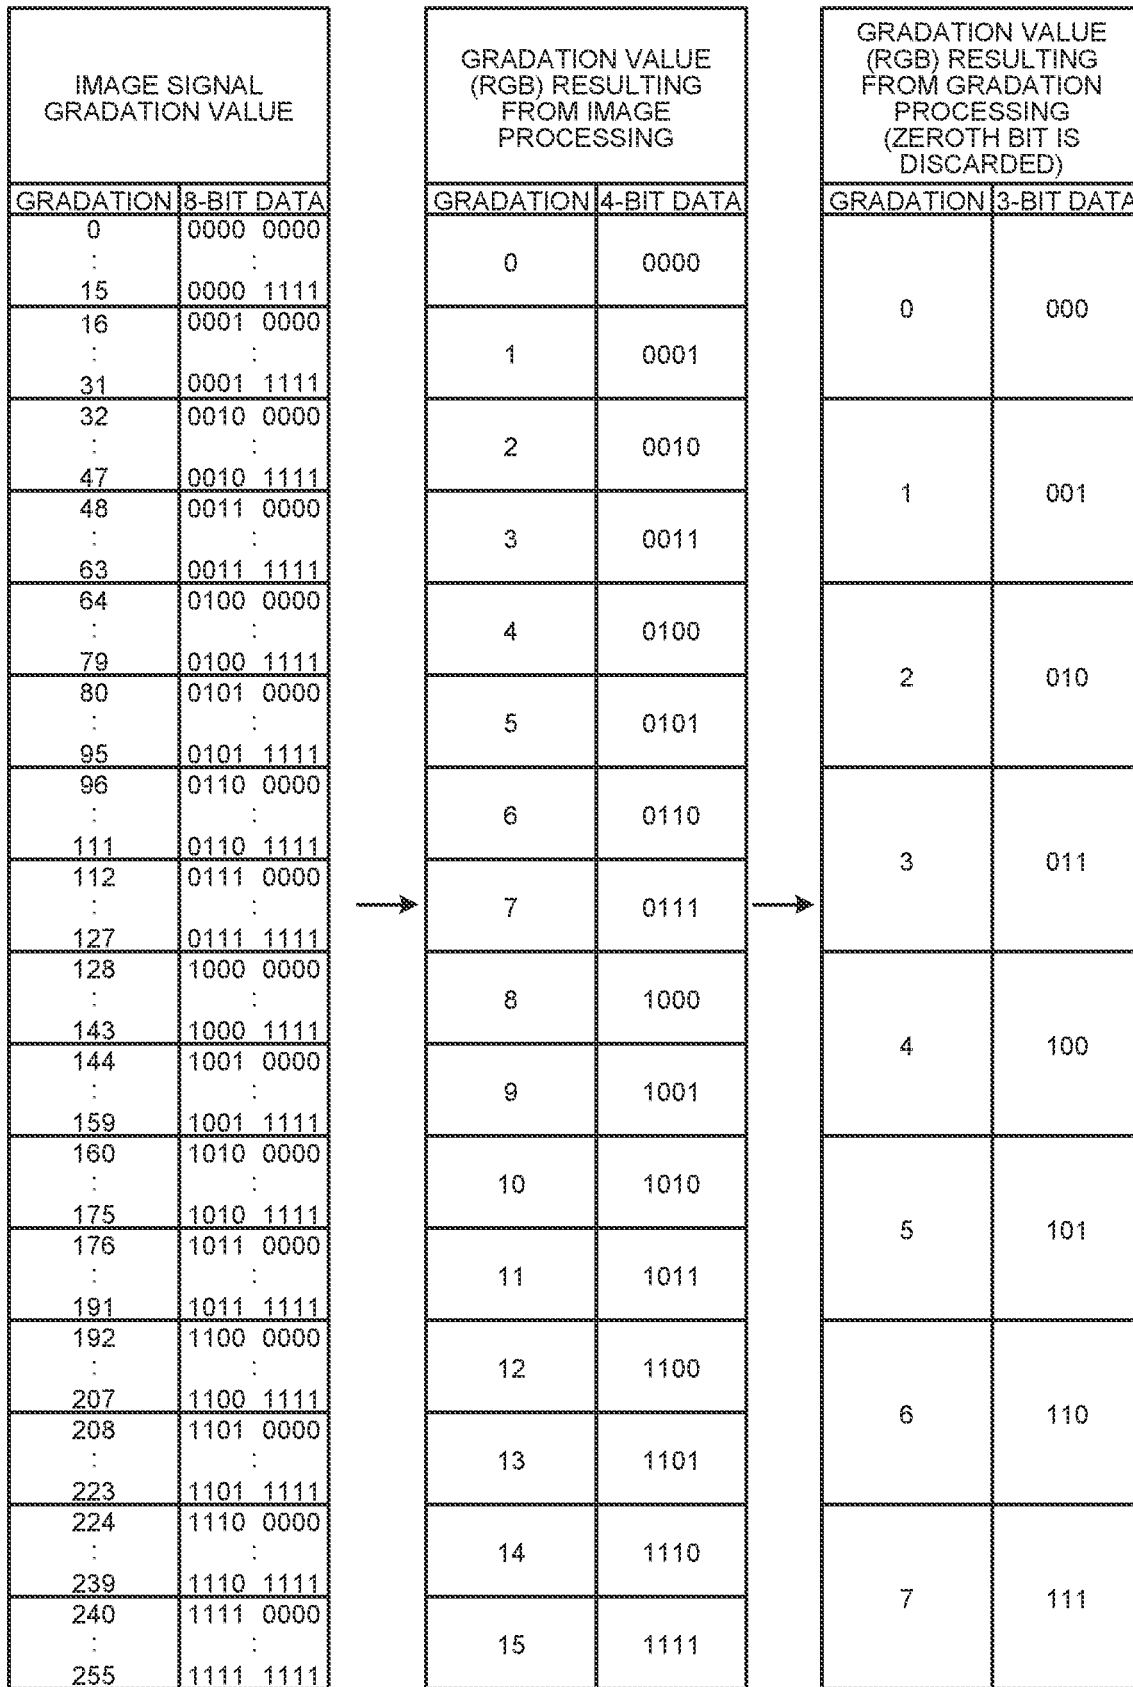 IMAGE SIGNAL
GRADATION VALUE
GRADATION 8-BIT DATA
0 0000 0000
: :
15 0000 1111
16 0001 0000
: :
31 0001 1111
32 0010 0000
: :
47 0010 1111
48 0011 0000
: :
63 0011 1111
64 0100 0000
: :
79 0100 1111
80 0101 0000
: :
95 0101 1111
96 0110 0000
: :
111 0110 1111
112 0111 0000
: :
127 0111 1111
128 1000 0000
: :
143 1000 1111
144 1001 0000
: :
159 1001 1111
160 1010 0000
: :
175 1010 1111
176 1011 0000
: :
191 1011 1111
192 1100 0000
: :
207 1100 1111
208 1101 0000
: :
223 1101 1111
224 1110 0000
: :
239 1110 1111
240 1111 0000
: :
255 1111 1111
GRADATION VALUE
(RGB) RESULTING
FROM IMAGE
PROCESSING
GRADATION 4-BIT DATA
0 0000
1 0001
2 0010
3 0011
4 0100
5 0101
6 0110
7 0111
8 1000
9 1001
10 1010
11 1011
12 1100
13 1101
14 1110
15 1111
GRADATION VALUE
(RGB) RESULTING
FROM GRADATION
PROCESSING
(ZEROTH BIT IS
DISCARDED)
GRADATION 3-BIT DATA
0 000
1 001
2 010
3 011
4 100
5 101
6 110
7 111